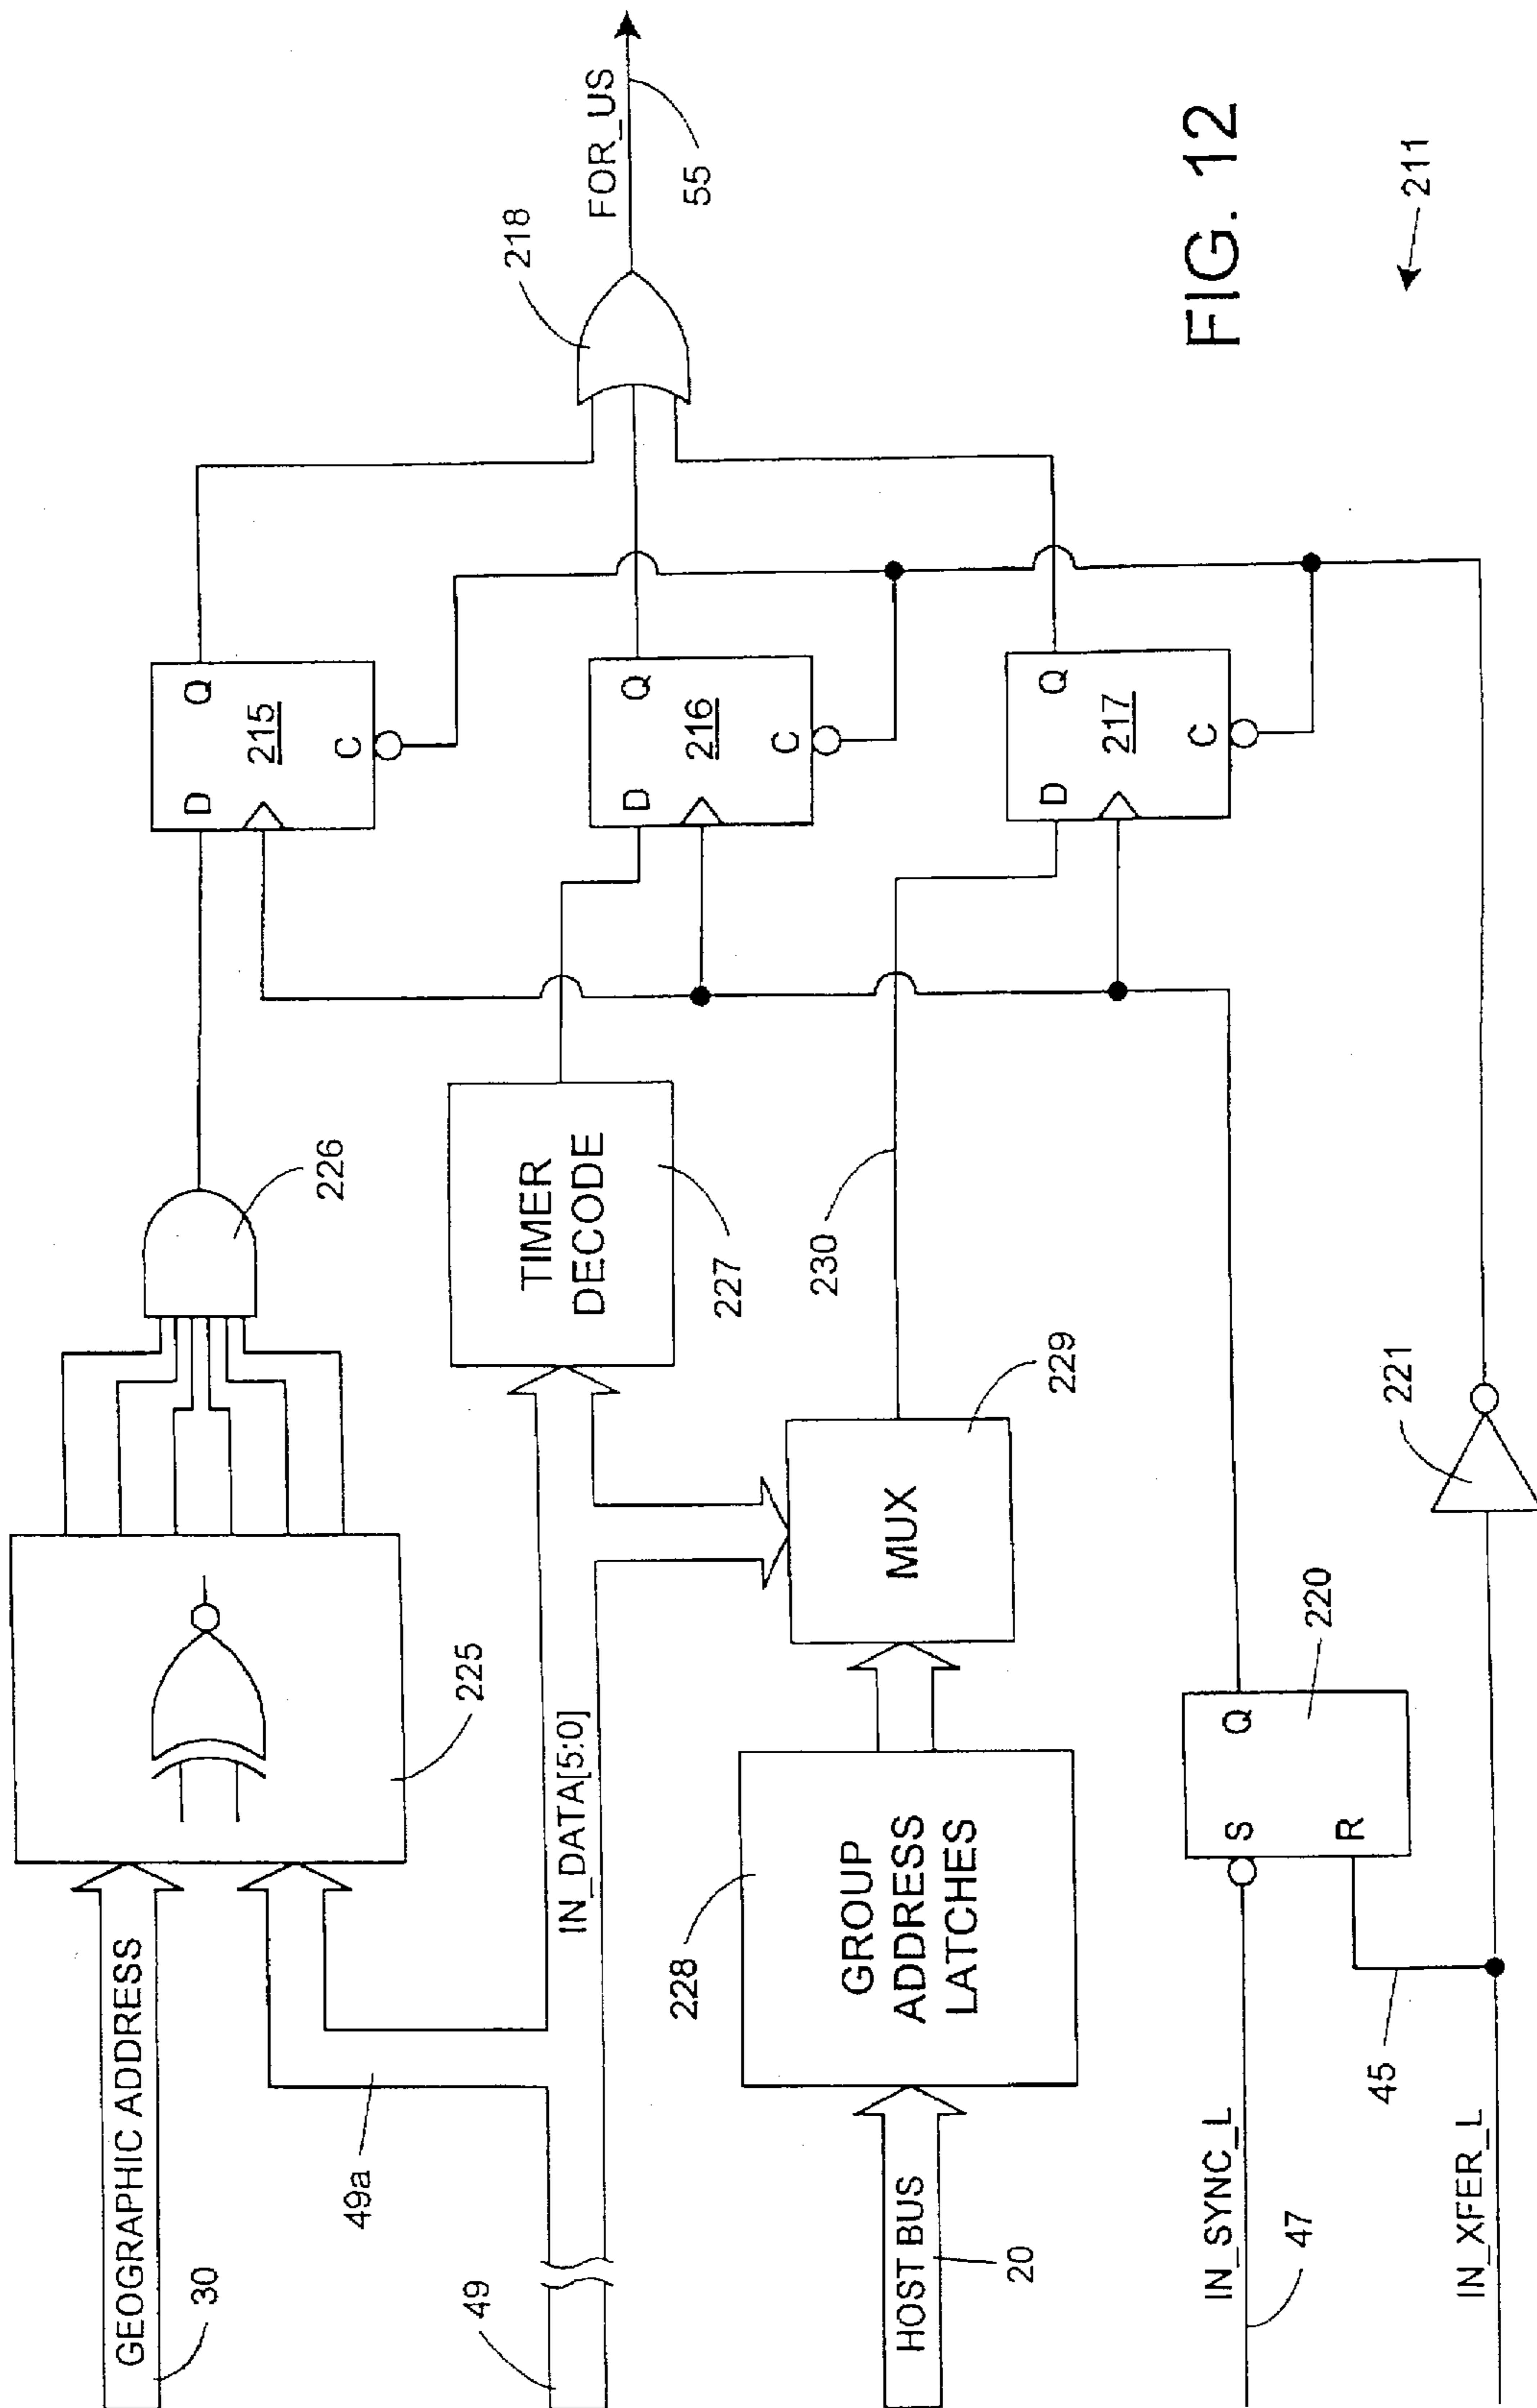 GEOGRAPHIC ADDRESS
30
49a
225
226
D
Q
215
C
218
FOR_US
55
49
IN_DATA[5:0]
TIMER
DECODE
227
D
Q
216
C
HOST BUS
20
GROUP
ADDRESS
LATCHES
228
MUX
229
230
D
Q
217
C
IN_SYNC_L
47
S
Q
R
220
45
IN_XFER_L
221
FIG. 12
211